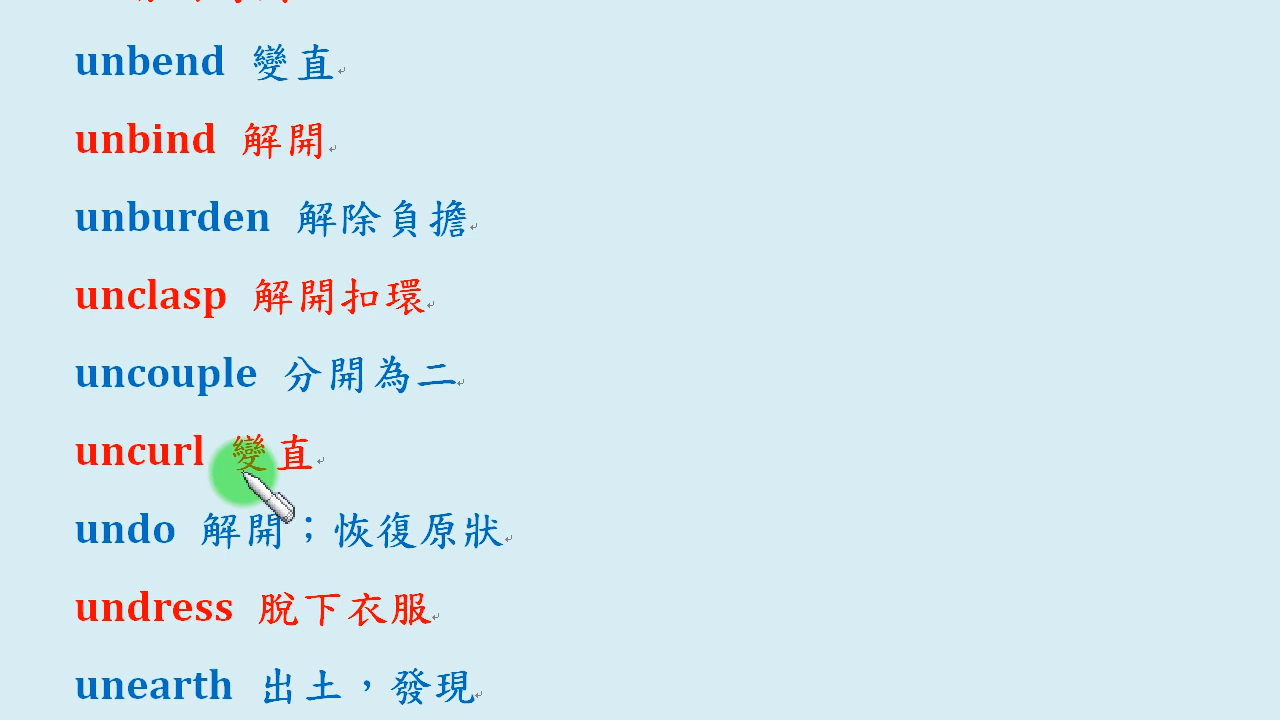 unbend 變直
unbind 解開
unburden 解除負擔
unclasp 解開扣環
uncouple 分開為二
uncurl 變直
undo 解開；恢復原狀
undress 脫下衣服
unearth 出土，發現